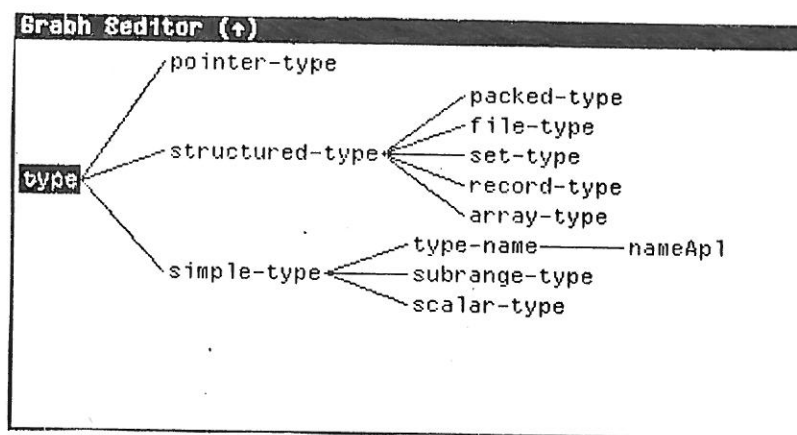 Grabh Seditor (↑)
pointer-type
packed-type
file-type
structured-type set-type
type
record-type
array-type
type-name nameApl
simple-type subrange-type
scalar-type